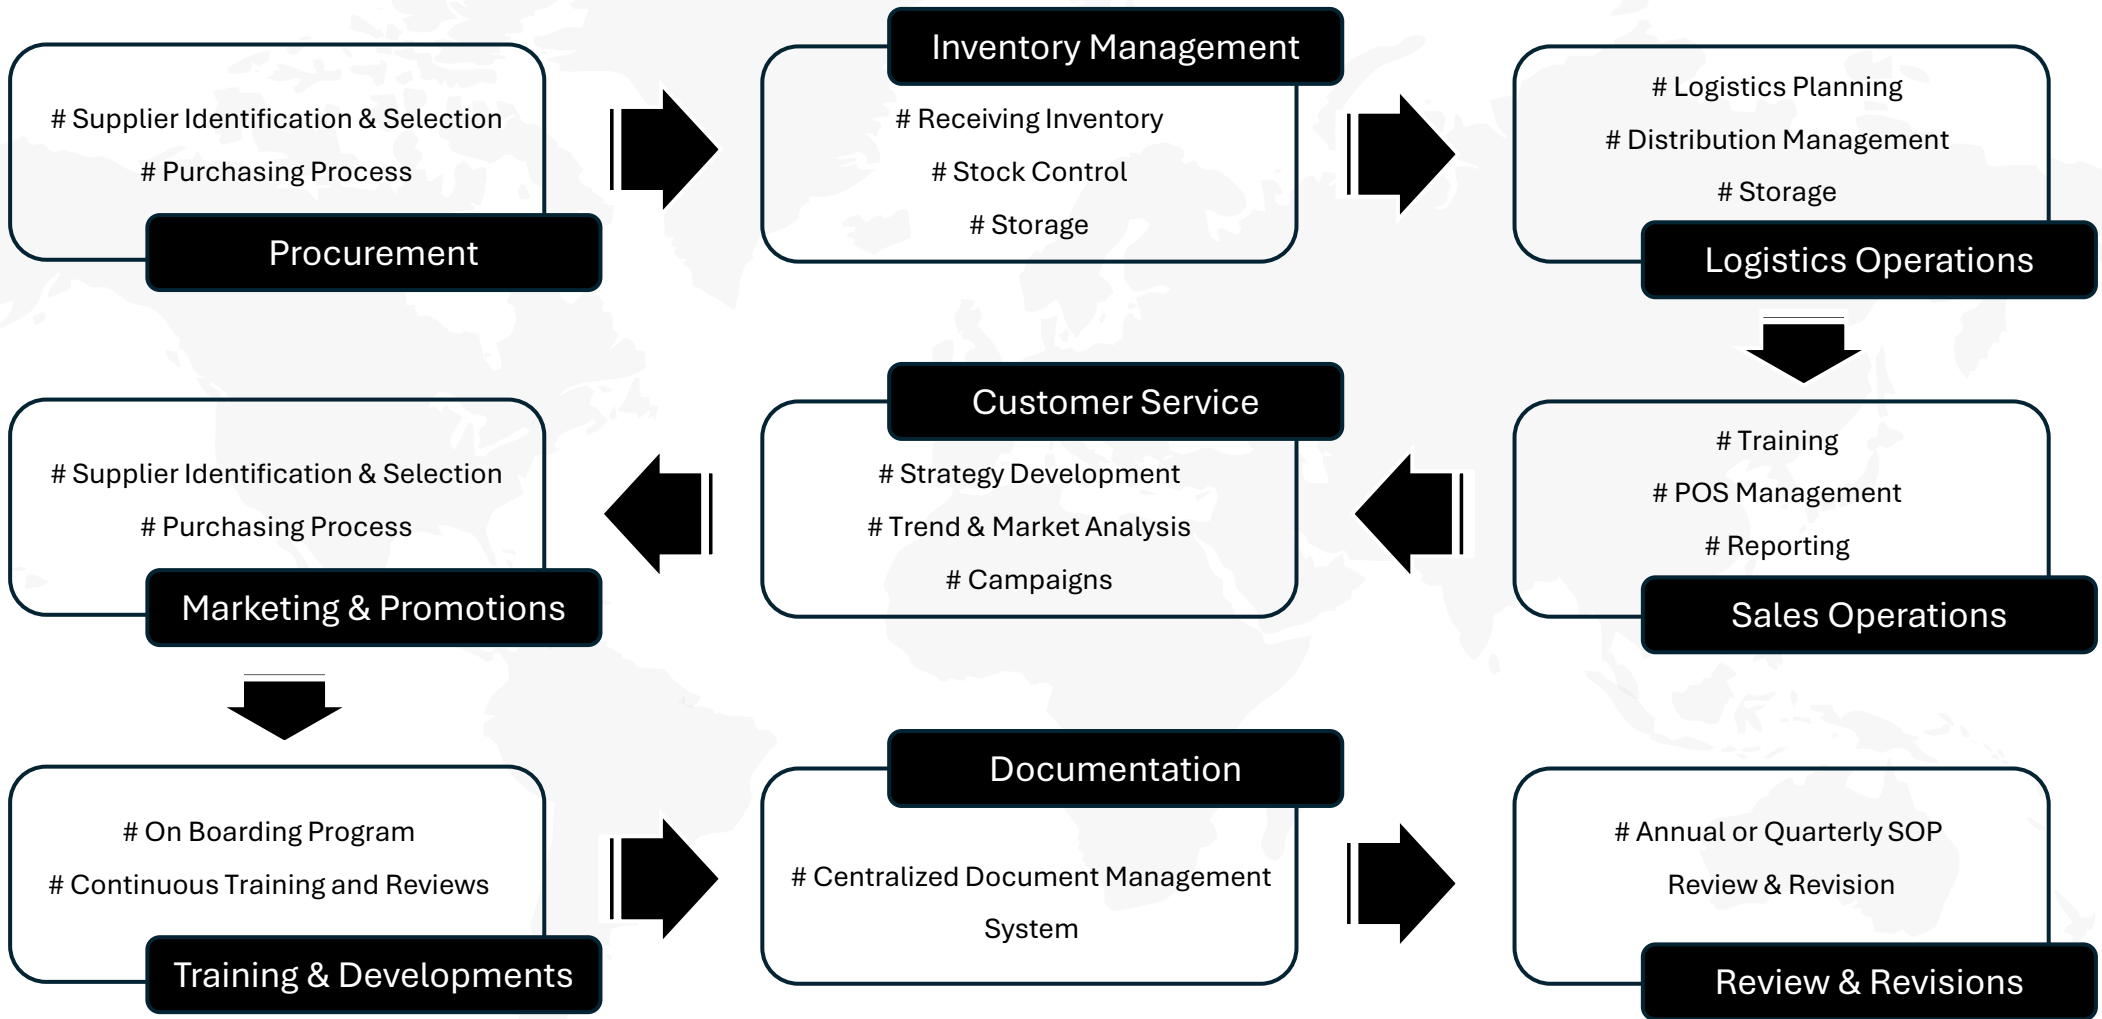 # Supplier Identification & Selection
# Purchasing Process
Procurement
Inventory Management
# Receiving Inventory
# Stock Control
# Storage
# Logistics Planning
# Distribution Management
# Storage
Logistics Operations
# Training
# POS Management
# Reporting
Sales Operations
Customer Service
# Strategy Development
# Trend & Market Analysis
# Campaigns
# Supplier Identification & Selection
# Purchasing Process
Marketing & Promotions
# On Boarding Program
# Continuous Training and Reviews
Training & Developments
Documentation
# Centralized Document Management
System
# Annual or Quarterly SOP
Review & Revision
Review & Revisions